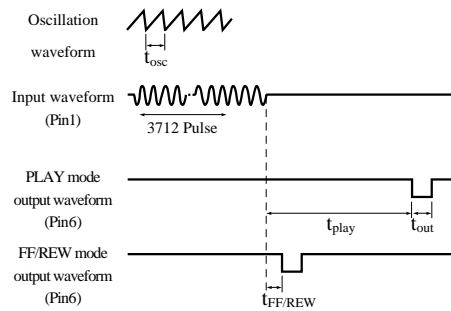 Oscillation
waveform
tosc
Input waveform
(Pin1)
3712 Pulse
PLAY mode
output waveform
(Pin6)
tplay
tout
FF/REW mode
output waveform
(Pin6)
tFF/REW